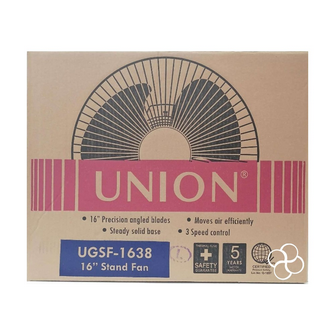 UNION®
• 16" Precision angled blades • Moves air efficiently
• Steady solid base • 3 Speed control
UGSF-1638
16" Stand Fan
SAFETY
5
YEARS